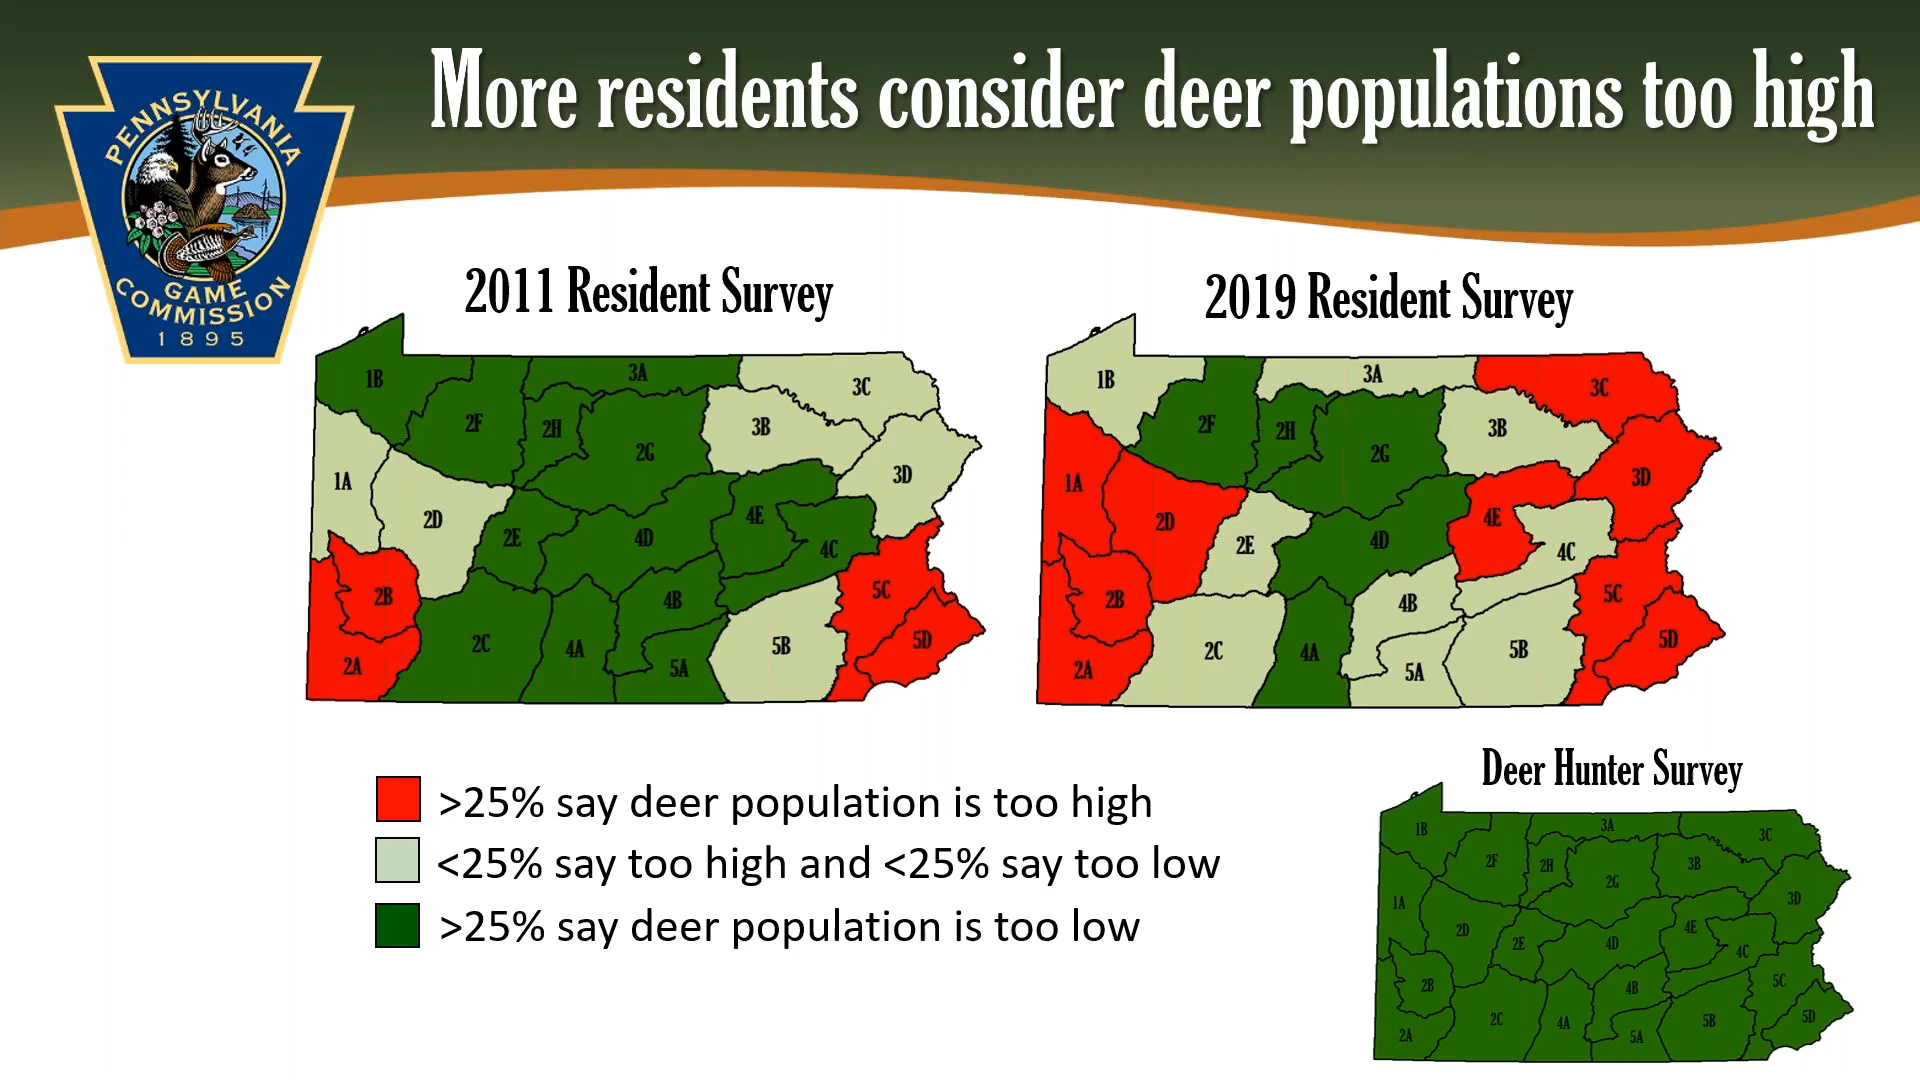 More residents consider deer populations too high
PENNSYLVANIA
GAME
COMMISSION
1895
2011 Resident Survey
1B
2F
2H
3A
2G
3B
3C
3D
1A
2D
2E
4D
4E
4C
2B
2A
2C
4A
4B
5A
5B
5C
5D
2019 Resident Survey
1B
2F
2H
3A
2G
3B
3C
3D
1A
2D
2E
4D
4E
4C
2B
2A
2C
4A
4B
5A
5B
5C
5D
>25% say deer population is too high
<25% say too high and <25% say too low
>25% say deer population is too low
Deer Hunter Survey
1B
2F
2H
3A
2G
3B
3C
3D
1A
2D
2E
4D
4E
4C
2B
2A
2C
4A
4B
5A
5B
5C
5D